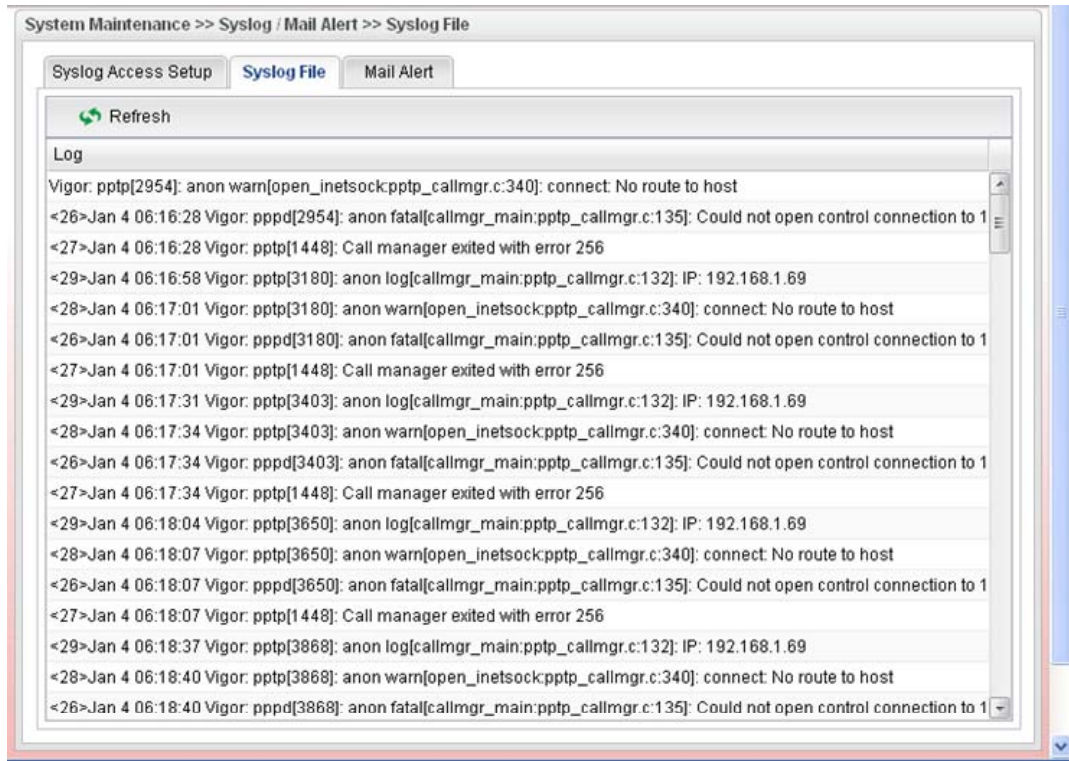 System Maintenance >> Syslog / Mail Alert >> Syslog File
Syslog Access Setup Syslog File Mail Alert
Refresh
Log
Vigor: pptp[2954]: anon warn[open_inetsock:pptp_callmgr.c:340]: connect: No route to host
<26>Jan 4 06:16:28 Vigor: pppd[2954]: anon fatal[callmgr_main:pptp_callmgr.c:135]: Could not open control connection to 1
<27>Jan 4 06:16:28 Vigor: pptp[1448]: Call manager exited with error 256
<29>Jan 4 06:16:58 Vigor: pptp[3180]: anon log[callmgr_main:pptp_callmgr.c:132]: IP: 192.168.1.69
<28>Jan 4 06:17:01 Vigor: pptp[3180]: anon warn[open_inetsock:pptp_callmgr.c:340]: connect: No route to host
<26>Jan 4 06:17:01 Vigor: pppd[3180]: anon fatal[callmgr_main:pptp_callmgr.c:135]: Could not open control connection to 1
<27>Jan 4 06:17:01 Vigor: pptp[1448]: Call manager exited with error 256
<29>Jan 4 06:17:31 Vigor: pptp[3403]: anon log[callmgr_main:pptp_callmgr.c:132]: IP: 192.168.1.69
<28>Jan 4 06:17:34 Vigor: pptp[3403]: anon warn[open_inetsock:pptp_callmgr.c:340]: connect: No route to host
<26>Jan 4 06:17:34 Vigor: pppd[3403]: anon fatal[callmgr_main:pptp_callmgr.c:135]: Could not open control connection to 1
<27>Jan 4 06:17:34 Vigor: pptp[1448]: Call manager exited with error 256
<29>Jan 4 06:18:04 Vigor: pptp[3650]: anon log[callmgr_main:pptp_callmgr.c:132]: IP: 192.168.1.69
<28>Jan 4 06:18:07 Vigor: pptp[3650]: anon warn[open_inetsock:pptp_callmgr.c:340]: connect: No route to host
<26>Jan 4 06:18:07 Vigor: pppd[3650]: anon fatal[callmgr_main:pptp_callmgr.c:135]: Could not open control connection to 1
<27>Jan 4 06:18:07 Vigor: pptp[1448]: Call manager exited with error 256
<29>Jan 4 06:18:37 Vigor: pptp[3868]: anon log[callmgr_main:pptp_callmgr.c:132]: IP: 192.168.1.69
<28>Jan 4 06:18:40 Vigor: pptp[3868]: anon warn[open_inetsock:pptp_callmgr.c:340]: connect: No route to host
<26>Jan 4 06:18:40 Vigor: pppd[3868]: anon fatal[callmgr_main:pptp_callmgr.c:135]: Could not open control connection to 1